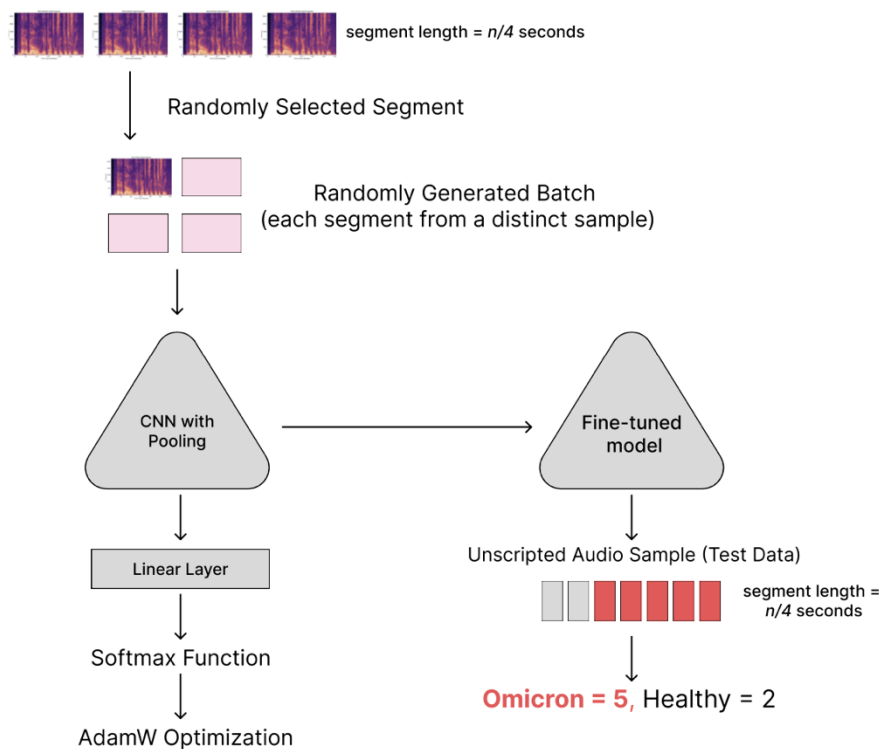 segment length = n/4 seconds
Randomly Selected Segment
Randomly Generated Batch
(each segment from a distinct sample)
CNN with
Pooling
Fine-tuned
model
Linear Layer
Softmax Function
AdamW Optimization
Unscripted Audio Sample (Test Data)
segment length =
n/4 seconds
Omicron = 5, Healthy = 2